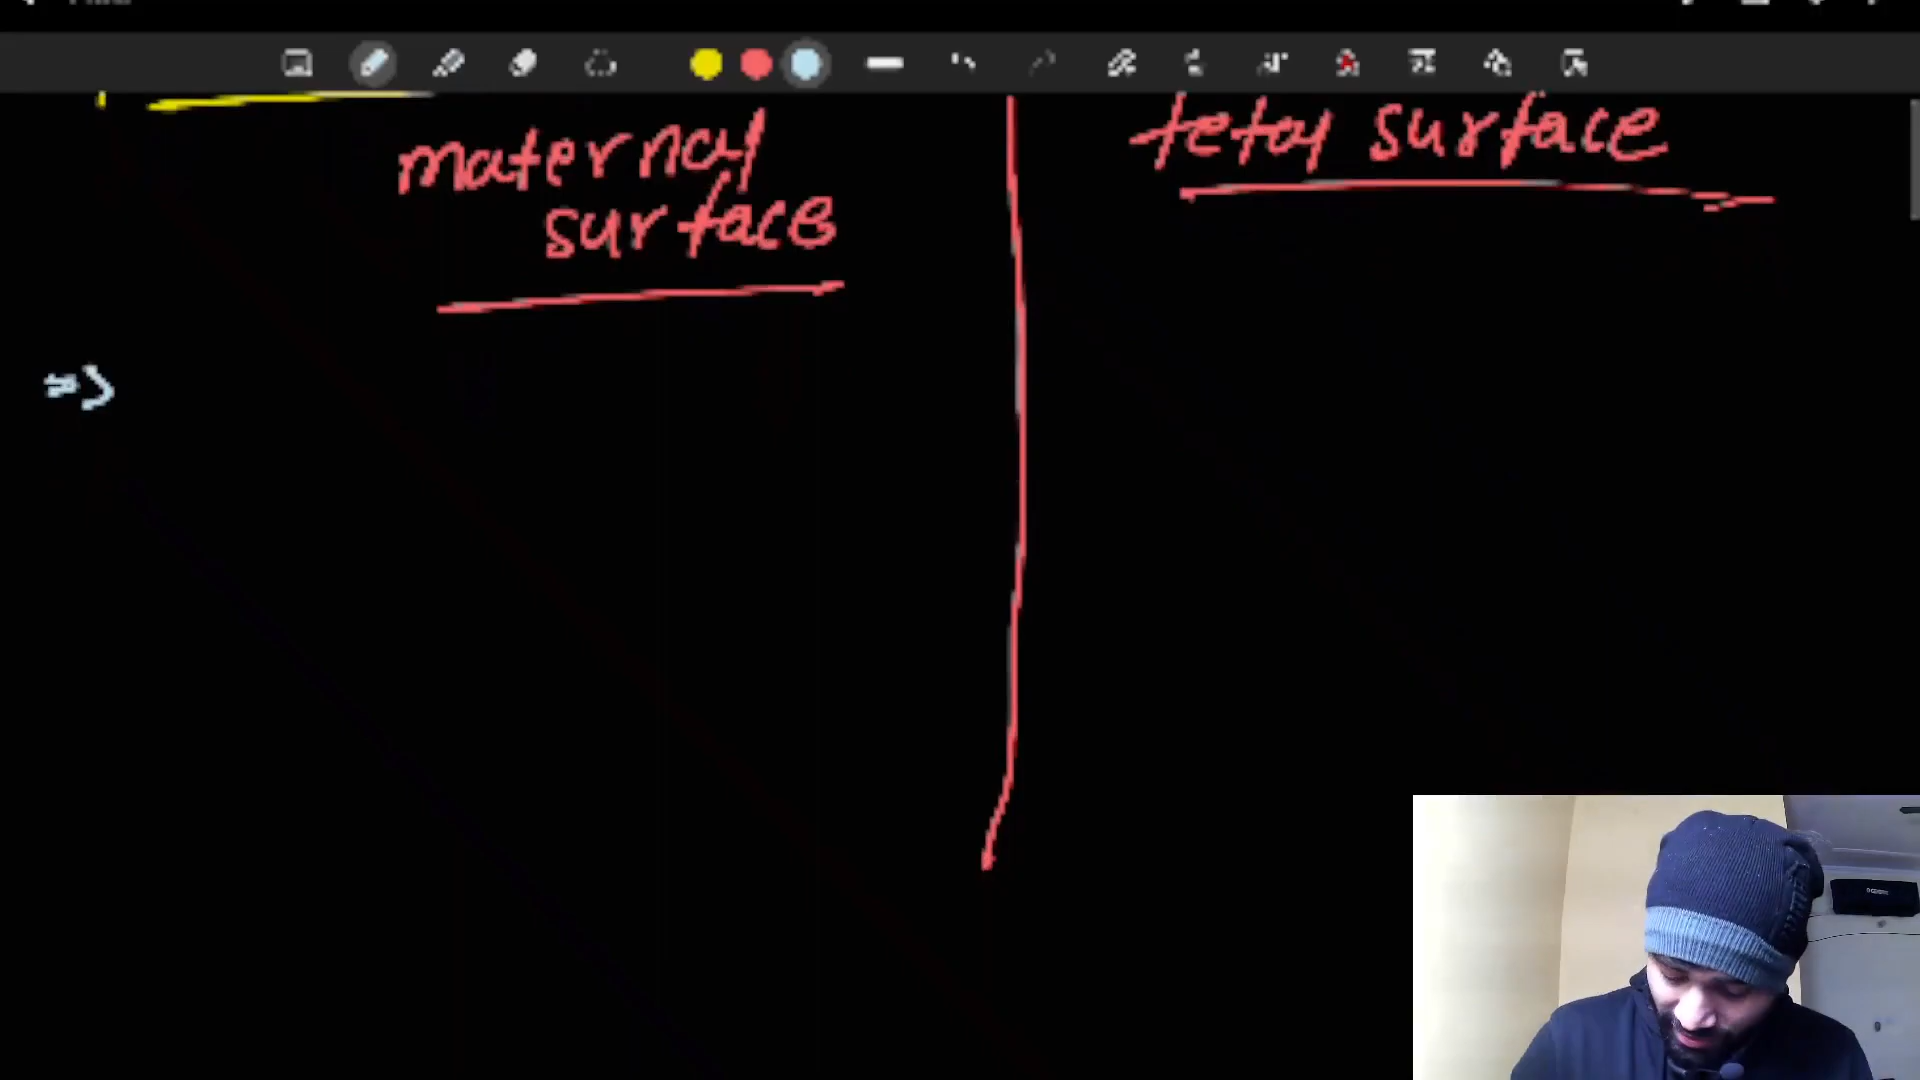 maternal
surface
fetal surface
=>